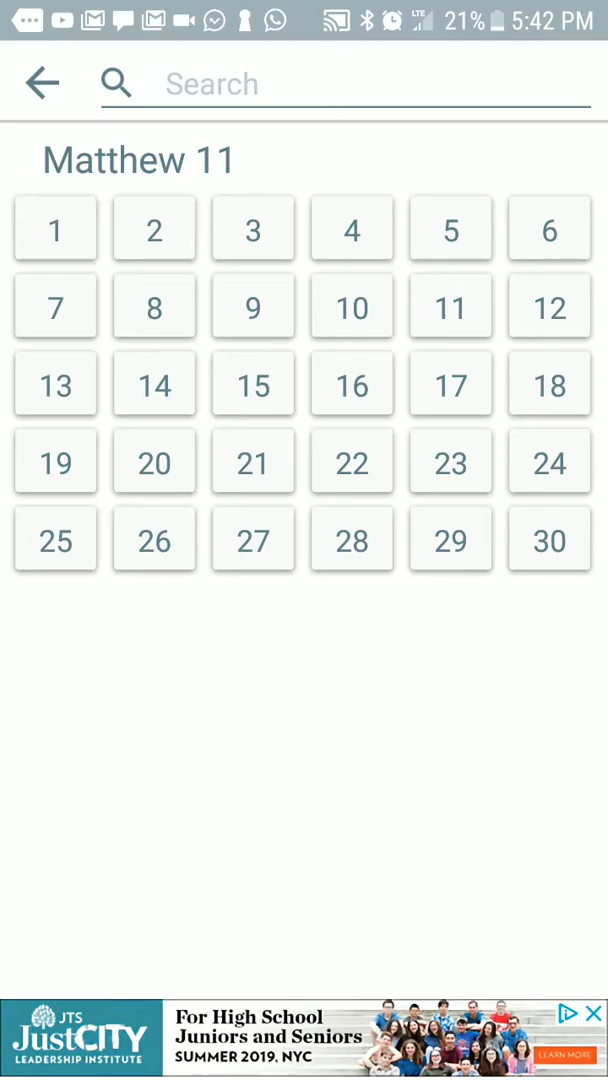 LTE 21% 5:42 PM
Search
Matthew 11
1 2 3 4 5 6
7 8 9 10 11 12
13 14 15 16 17 18
19 20 21 22 23 24
25 26 27 28 29 30
JTS
JustCITY
LEADERSHIP INSTITUTE
For High School
Juniors and Seniors
SUMMER 2019, NYC
LEARN MORE